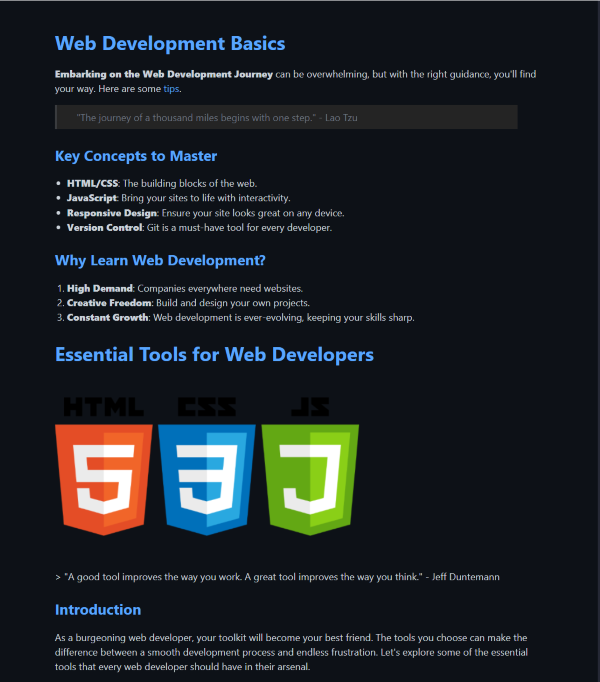 Web Development Basics
Embarking on the Web Development Journey can be overwhelming, but with the right guidance, you'll find
your way. Here are some tips.
"The journey of a thousand miles begins with one step." - Lao Tzu
Key Concepts to Master
• HTML/CSS: The building blocks of the web.
• JavaScript: Bring your sites to life with interactivity.
• Responsive Design: Ensure your site looks great on any device.
• Version Control: Git is a must-have tool for every developer.
Why Learn Web Development?
1. High Demand: Companies everywhere need websites.
2. Creative Freedom: Build and design your own projects.
3. Constant Growth: Web development is ever-evolving, keeping your skills sharp.
Essential Tools for Web Developers
HTML CSS JS
5 3 J
> "A good tool improves the way you work. A great tool improves the way you think." - Jeff Duntemann
Introduction
As a burgeoning web developer, your toolkit will become your best friend. The tools you choose can make the
difference between a smooth development process and endless frustration. Let's explore some of the essential
tools that every web developer should have in their arsenal.